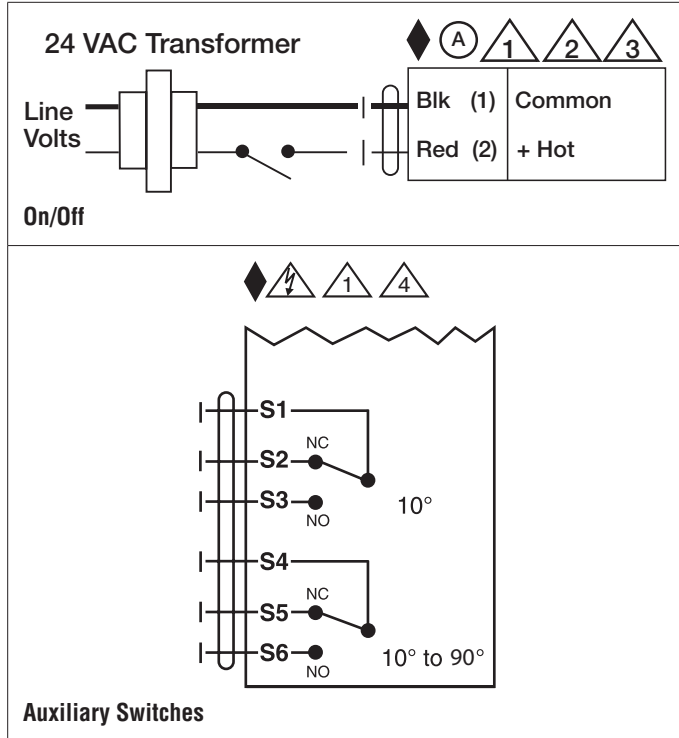 24 VAC Transformer
A 1 2 3
Line
Volts
Blk (1) Common
Red (2) + Hot
On/Off
1 4
S1
NC
S2
S3
10°
NO
S4
NC
S5
S6
10° to 90°
NO
Auxiliary Switches